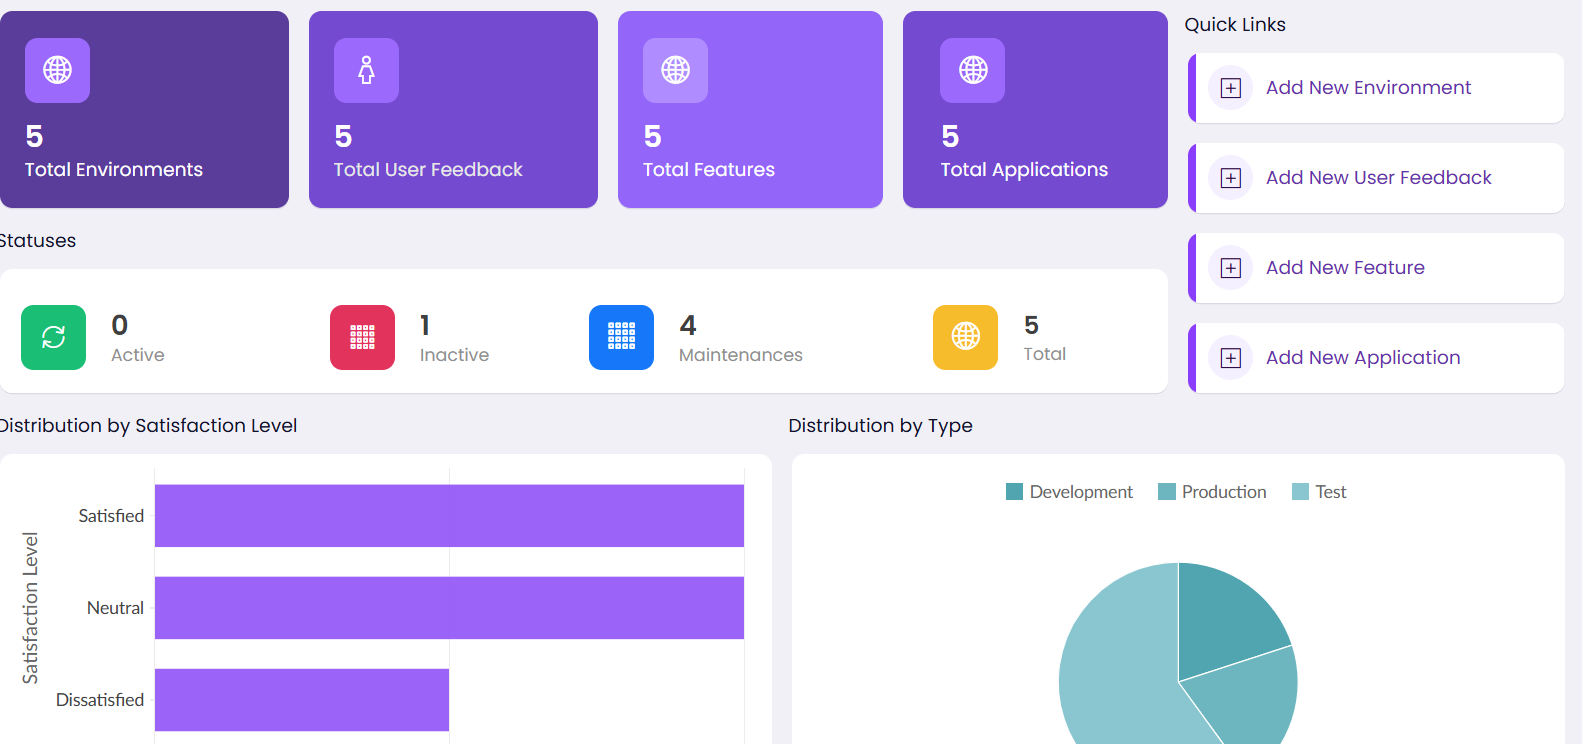 5
Total Environments
5
Total User Feedback
5
Total Features
5
Total Applications
Quick Links
Add New Environment
Add New User Feedback
Add New Feature
Add New Application
Statuses
0
Active
1
Inactive
4
Maintenances
5
Total
Distribution by Satisfaction Level
Satisfaction Level
Satisfied
Neutral
Dissatisfied
Distribution by Type
Development
Production
Test